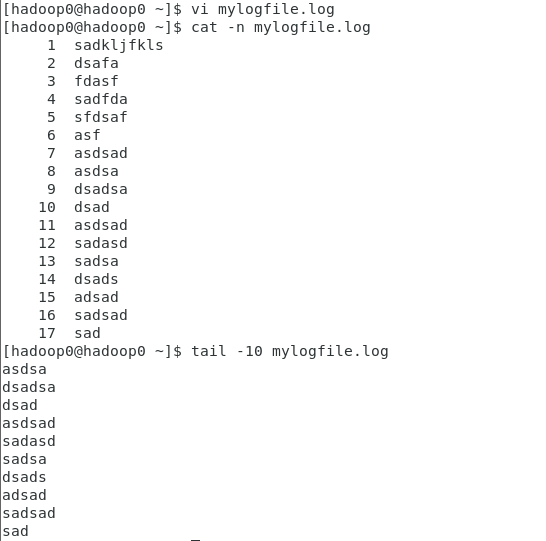 [hadoop0@hadoop0 ~]$ vi mylogfile.log
[hadoop0@hadoop0 ~]$ cat -n mylogfile.log
     1  sadkljfkls
     2  dsafa
     3  fdasf
     4  sadfda
     5  sfdsaf
     6  asf
     7  asdsad
     8  asdsa
     9  dsadsa
    10  dsad
    11  asdsad
    12  sadasd
    13  sadsa
    14  dsads
    15  adsad
    16  sadsad
    17  sad
[hadoop0@hadoop0 ~]$ tail -10 mylogfile.log
asdsa
dsadsa
dsad
asdsad
sadasd
sadsa
dsads
adsad
sadsad
sad